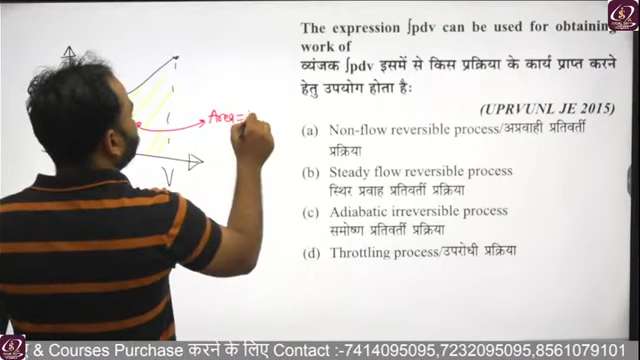 The expression ∫pdv can be used for obtaining
work of
व्यंजक ∫pdv इसमें से किस प्रक्रिया के कार्य प्राप्त करने
हेतु उपयोग होता है:
(UPRVUNL JE 2015)
(a) Non-flow reversible process/अप्रवाही प्रतिवर्ती
प्रक्रिया
(b) Steady flow reversible process
स्थिर प्रवाह प्रतिवर्ती प्रक्रिया
(c) Adiabatic irreversible process
समोष्ण प्रतिवर्ती प्रक्रिया
(d) Throttling process/उपरोधी प्रक्रिया
Area=
V
& Courses Purchase करने के लिए Contact :-7414095095,7232095095,8561079101